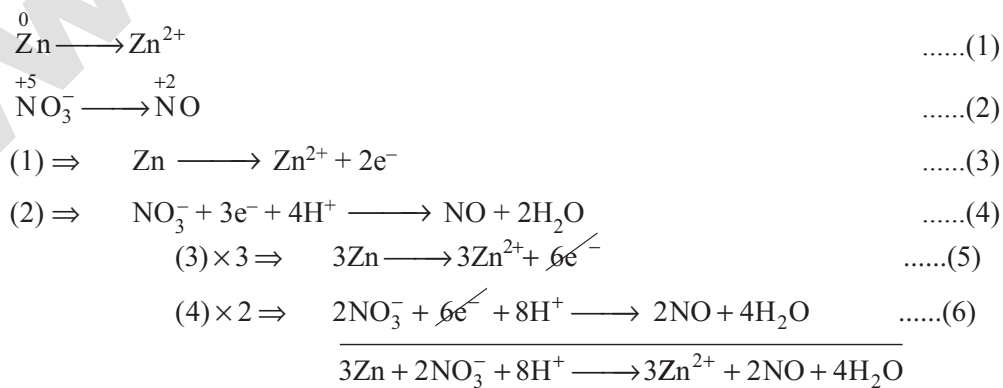 0
Zn ⟶ Zn²⁺ ......(1)
+5 +2
NO₃⁻ ⟶ NO ......(2)
(1) ⇒ Zn ⟶ Zn²⁺ + 2e⁻ ......(3)
(2) ⇒ NO₃⁻ + 3e⁻ + 4H⁺ ⟶ NO + 2H₂O ......(4)
(3) × 3 ⇒ 3Zn ⟶ 3Zn²⁺ + 6e⁻ ......(5)
(4) × 2 ⇒ 2NO₃⁻ + 6e⁻ + 8H⁺ ⟶ 2NO + 4H₂O ......(6)
3Zn + 2NO₃⁻ + 8H⁺ ⟶ 3Zn²⁺ + 2NO + 4H₂O